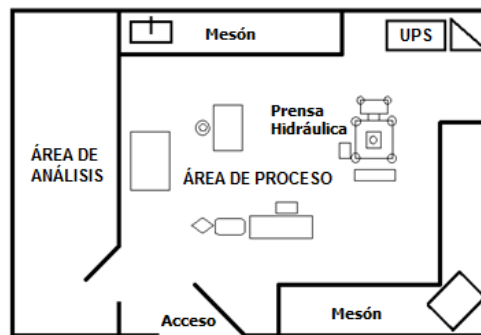 Mesón
UPS
Prensa
Hidráulica
ÁREA DE
ANÁLISIS
ÁREA DE PROCESO
Acceso
Mesón